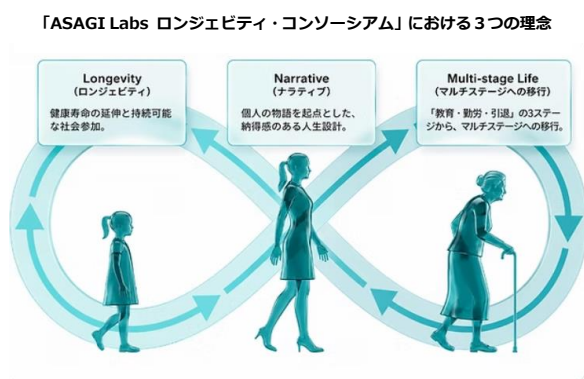 「ASAGI Labs ロンジェビティ・コンソーシアム」における３つの理念
Longevity
（ロンジェビティ）
健康寿命の延伸と持続可能
な社会参加。
Narrative
（ナラティブ）
個人の物語を起点とした、
納得感のある人生設計。
Multi-stage Life
（マルチステージへの移行）
「教育・勤労・引退」の3ステー
ジから、マルチステージへの移行。